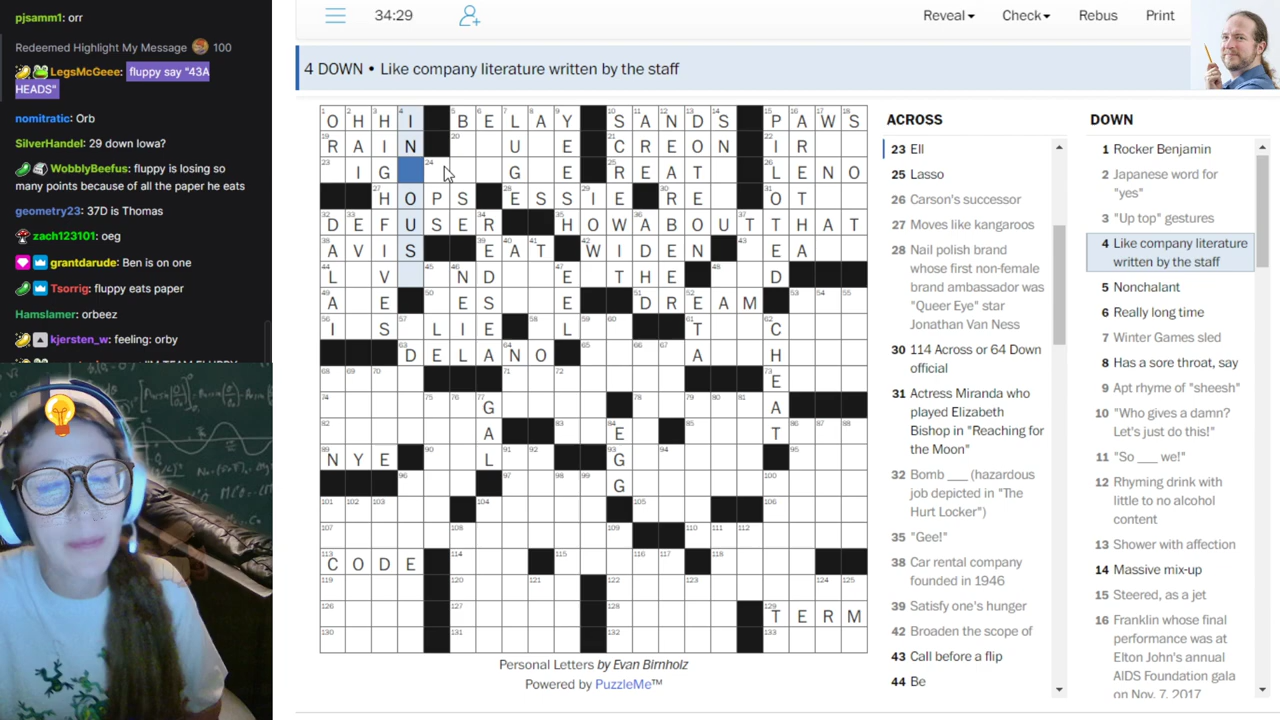 pjsamm1: orr
Redeemed Highlight My Message 100
LegsMcGeee: fluppy say "43A
HEADS"
nomitratic: Orb
SilverHandel: 29 down Iowa?
WobblyBeefus: fluppy is losing so
many points because of all the paper he eats
geometry23: 37D is Thomas
zach123101: oeg
grantdarude: Ben is on one
Tsorrig: fluppy eats paper
Hamslamer: orbeez
kjersten_w: feeling: orby
34:29
Reveal
Check
Rebus
Print
4 DOWN • Like company literature written by the staff
O H H I B E L A Y S A N D S P A W S
R A I N U E C R E O N I R
I G G E R E A T L E N O
H O P S E S S I E R E O T
D E F U S E R H O W A B O U T T H A T
A V I S E A T W I D E N E A
L V N D E T H E D
A E E S E D R E A M
I S L I E L T C
D E L A N O A H
E
G A
A E T
N Y E L G
G
C O D E
T E R M
Personal Letters by Evan Birnholz
Powered by PuzzleMe™
ACROSS
23 Ell
25 Lasso
26 Carson's successor
27 Moves like kangaroos
28 Nail polish brand
whose first non-female
brand ambassador was
"Queer Eye" star
Jonathan Van Ness
30 114 Across or 64 Down
official
31 Actress Miranda who
played Elizabeth
Bishop in "Reaching for
the Moon"
32 Bomb ___ (hazardous
job depicted in "The
Hurt Locker")
35 "Gee!"
38 Car rental company
founded in 1946
39 Satisfy one's hunger
42 Broaden the scope of
43 Call before a flip
44 Be
DOWN
1 Rocker Benjamin
2 Japanese word for
"yes"
3 "Up top" gestures
4 Like company literature
written by the staff
5 Nonchalant
6 Really long time
7 Winter Games sled
8 Has a sore throat, say
9 Apt rhyme of "sheesh"
10 "Who gives a damn?
Let's just do this!"
11 "So ___ we!"
12 Rhyming drink with
little to no alcohol
content
13 Shower with affection
14 Massive mix-up
15 Steered, as a jet
16 Franklin whose final
performance was at
Elton John's annual
AIDS Foundation gala
on Nov. 7, 2017